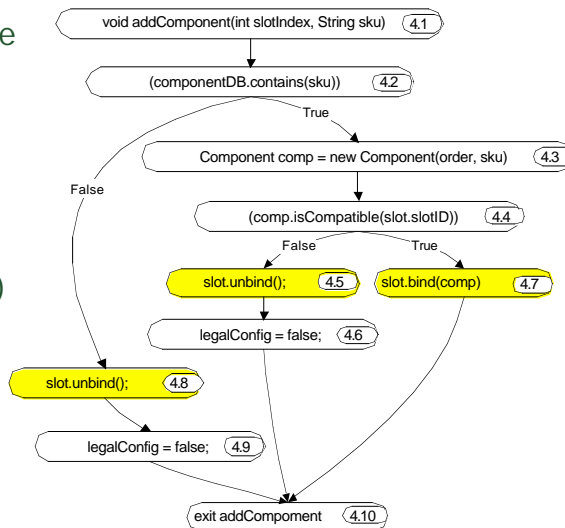 e
void addComponent(int slotIndex, String sku) 4.1
(componentDB.contains(sku)) 4.2
True
Component comp = new Component(order, sku) 4.3
False
(comp.isCompatible(slot.slotID)) 4.4
False True
)
slot.unbind(); 4.5 slot.bind(comp) 4.7
legalConfig = false; 4.6
slot.unbind(); 4.8
legalConfig = false; 4.9
exit addCompoment 4.10